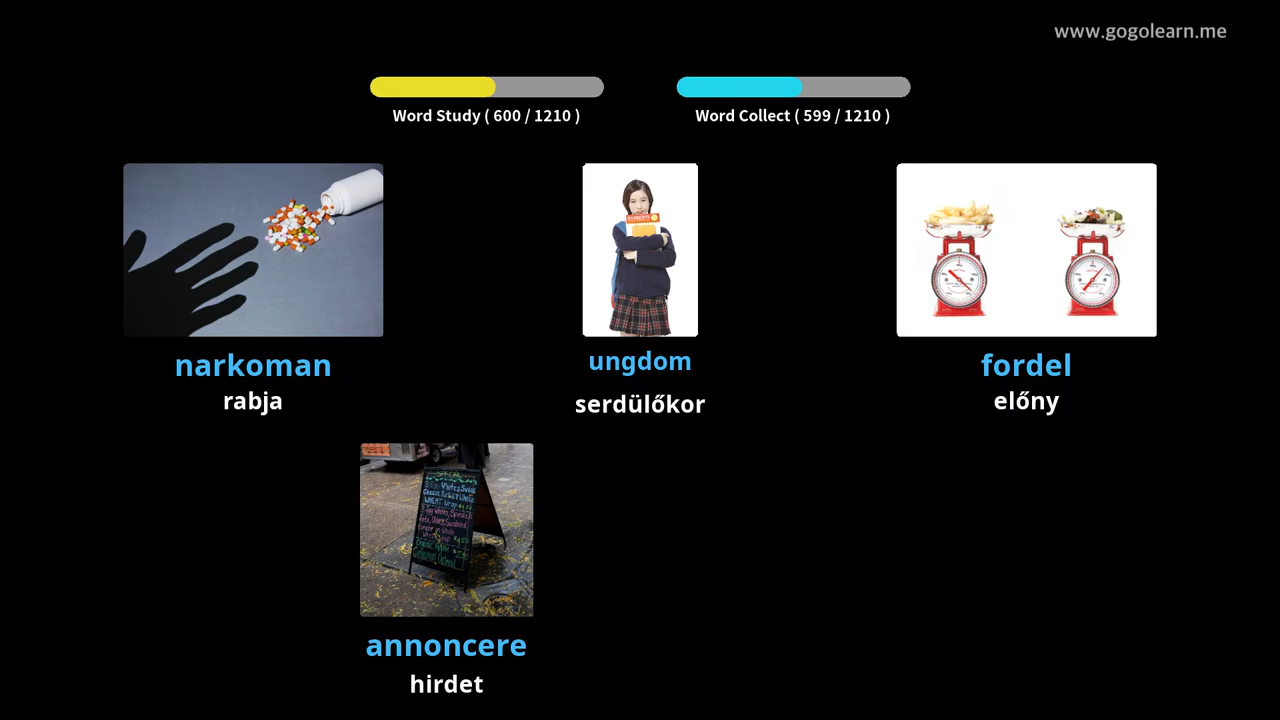 www.gogolearn.me
Word Study ( 600 / 1210 )
Word Collect ( 599 / 1210 )
narkoman
rabja
ungdom
serdülőkor
fordel
előny
annoncere
hirdet